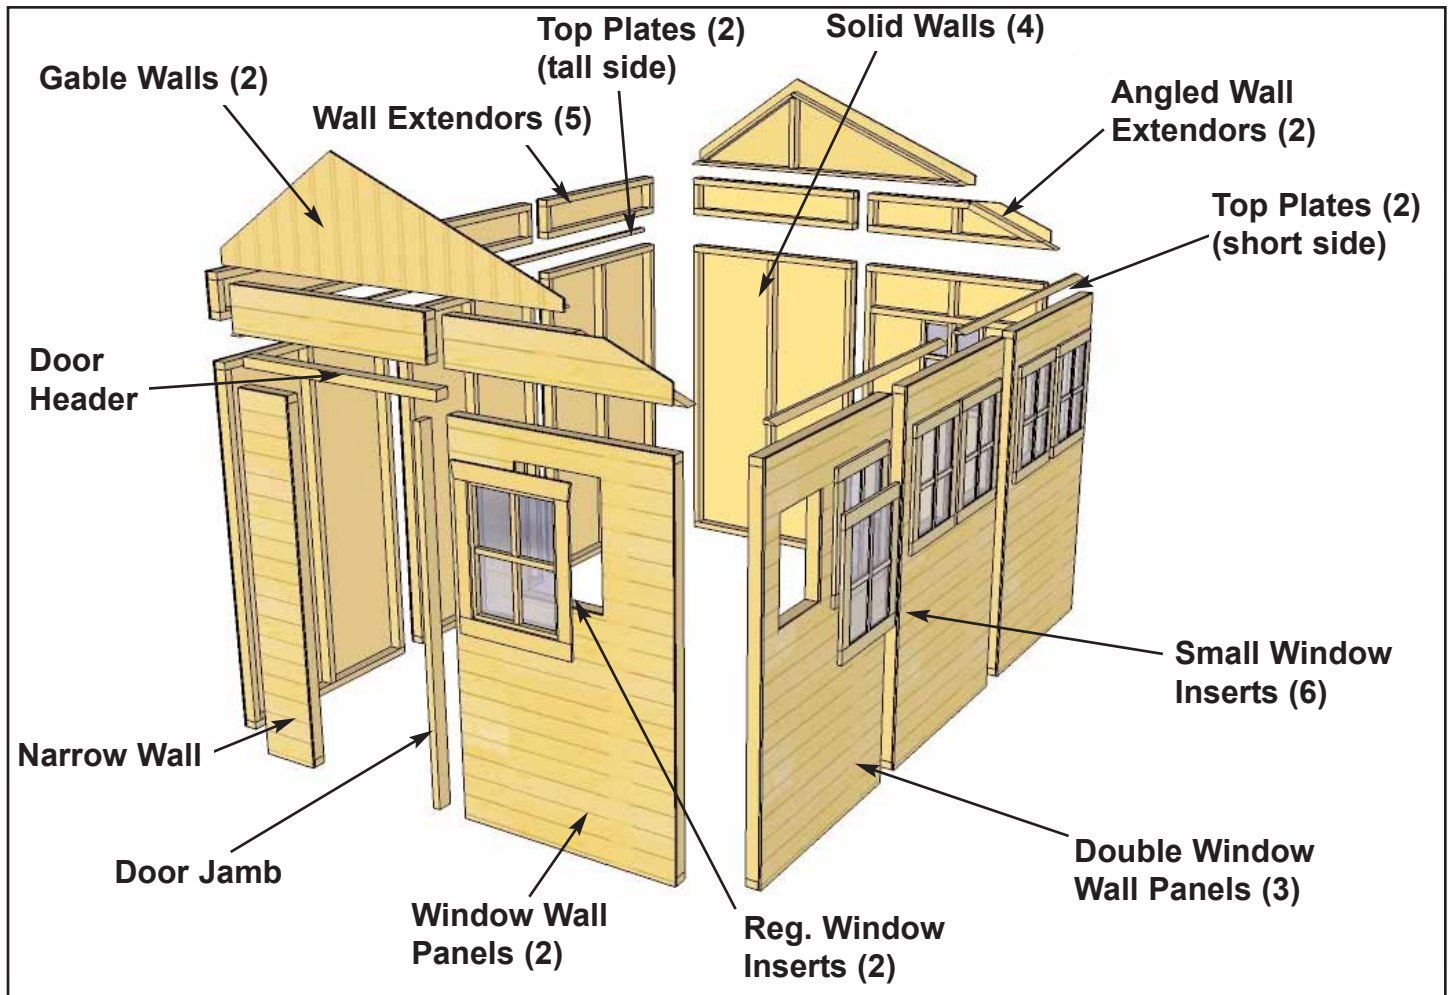 Top Plates (2)
(tall side)
Solid Walls (4)
Gable Walls (2)
Wall Extendors (5)
Angled Wall
Extendors (2)
Top Plates (2)
(short side)
Door
Header
Small Window
Inserts (6)
Narrow Wall
Door Jamb
Double Window
Wall Panels (3)
Window Wall
Panels (2)
Reg. Window
Inserts (2)